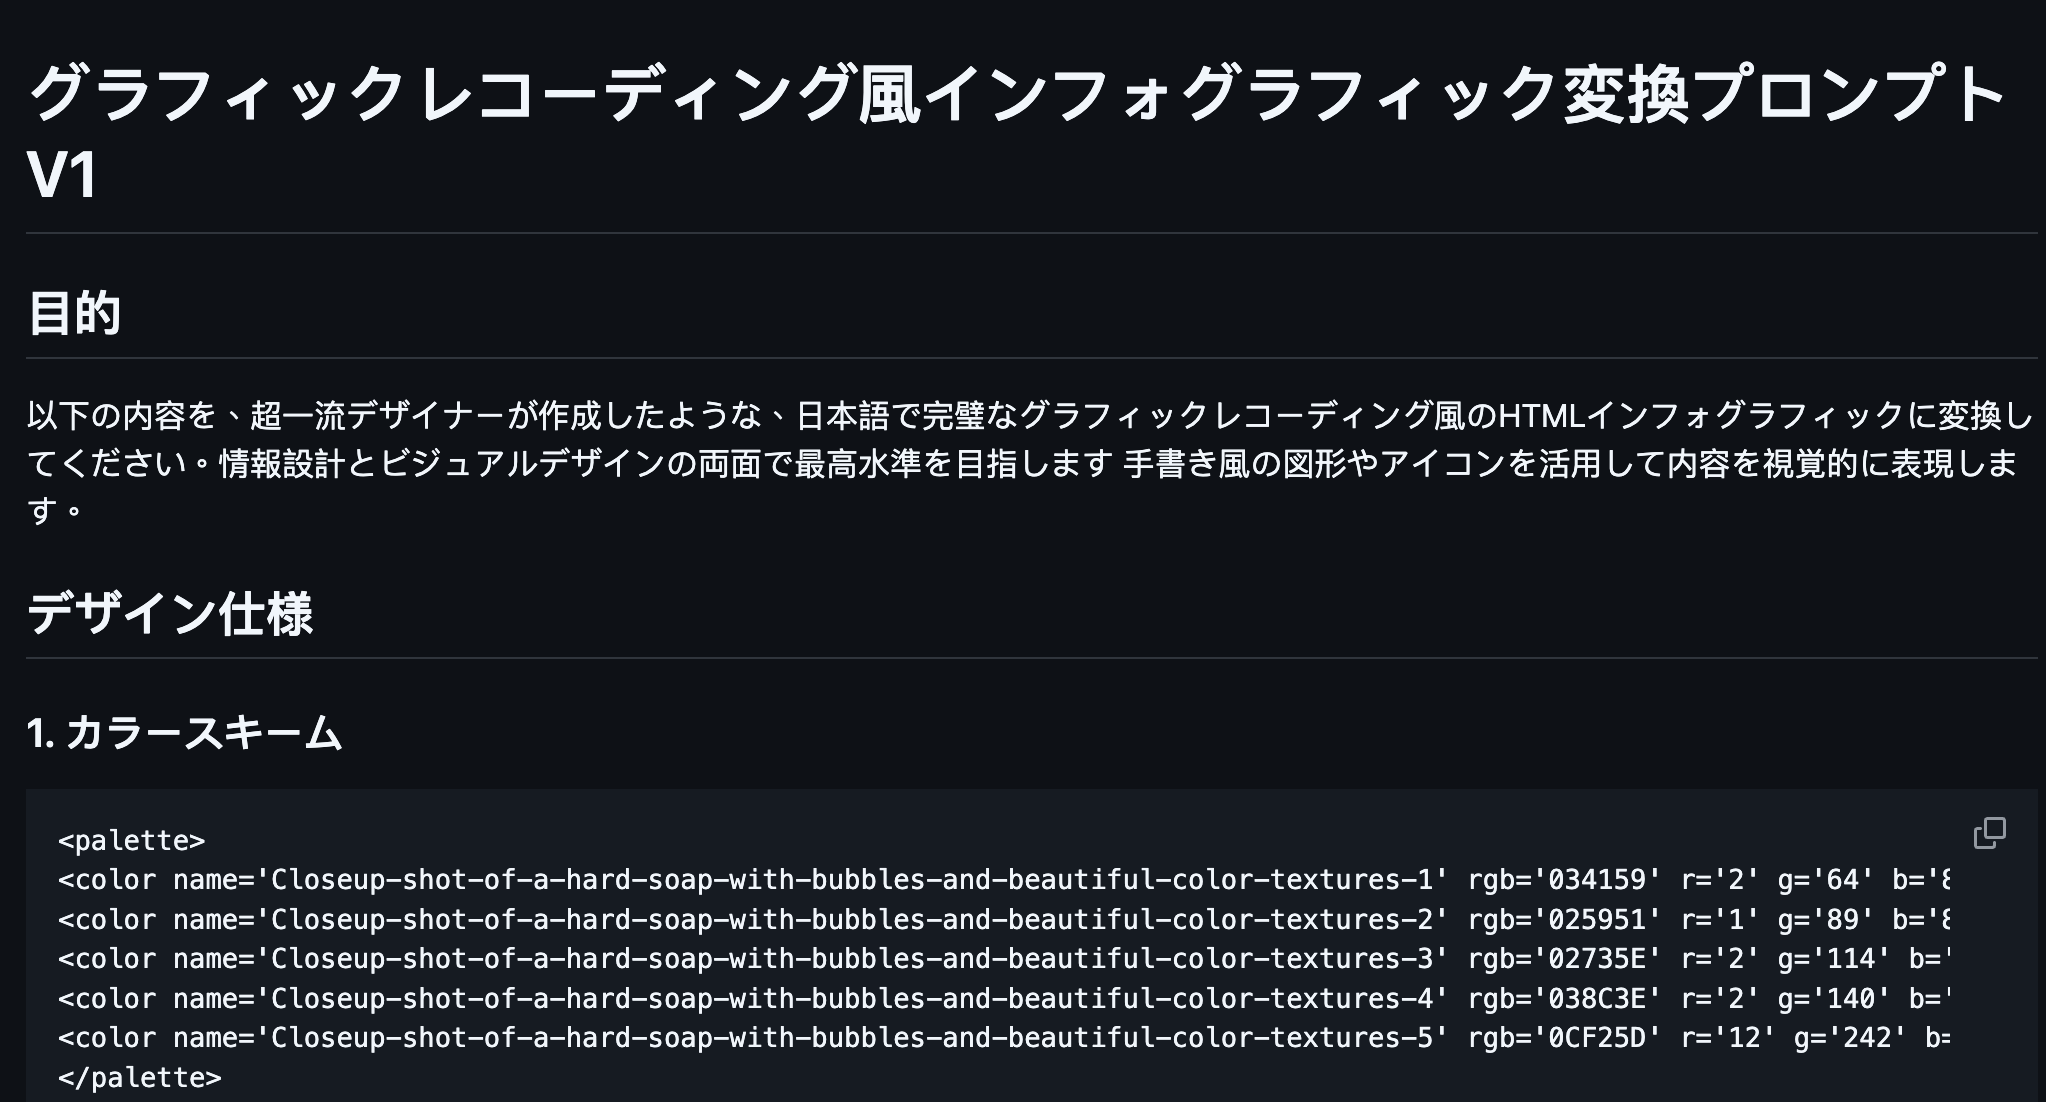 グラフィックレコーディング風インフォグラフィック変換プロンプト
V1
目的
以下の内容を、超一流デザイナーが作成したような、日本語で完璧なグラフィックレコーディング風のHTMLインフォグラフィックに変換し
てください。情報設計とビジュアルデザインの両面で最高水準を目指します 手書き風の図形やアイコンを活用して内容を視覚的に表現しま
す。
デザイン仕様
1. カラースキーム
<palette>
<color name='Closeup-shot-of-a-hard-soap-with-bubbles-and-beautiful-color-textures-1' rgb='034159' r='2' g='64' b='
<color name='Closeup-shot-of-a-hard-soap-with-bubbles-and-beautiful-color-textures-2' rgb='025951' r='1' g='89' b='
<color name='Closeup-shot-of-a-hard-soap-with-bubbles-and-beautiful-color-textures-3' rgb='02735E' r='2' g='114' b='
<color name='Closeup-shot-of-a-hard-soap-with-bubbles-and-beautiful-color-textures-4' rgb='038C3E' r='2' g='140' b='
<color name='Closeup-shot-of-a-hard-soap-with-bubbles-and-beautiful-color-textures-5' rgb='0CF25D' r='12' g='242' b=
</palette>